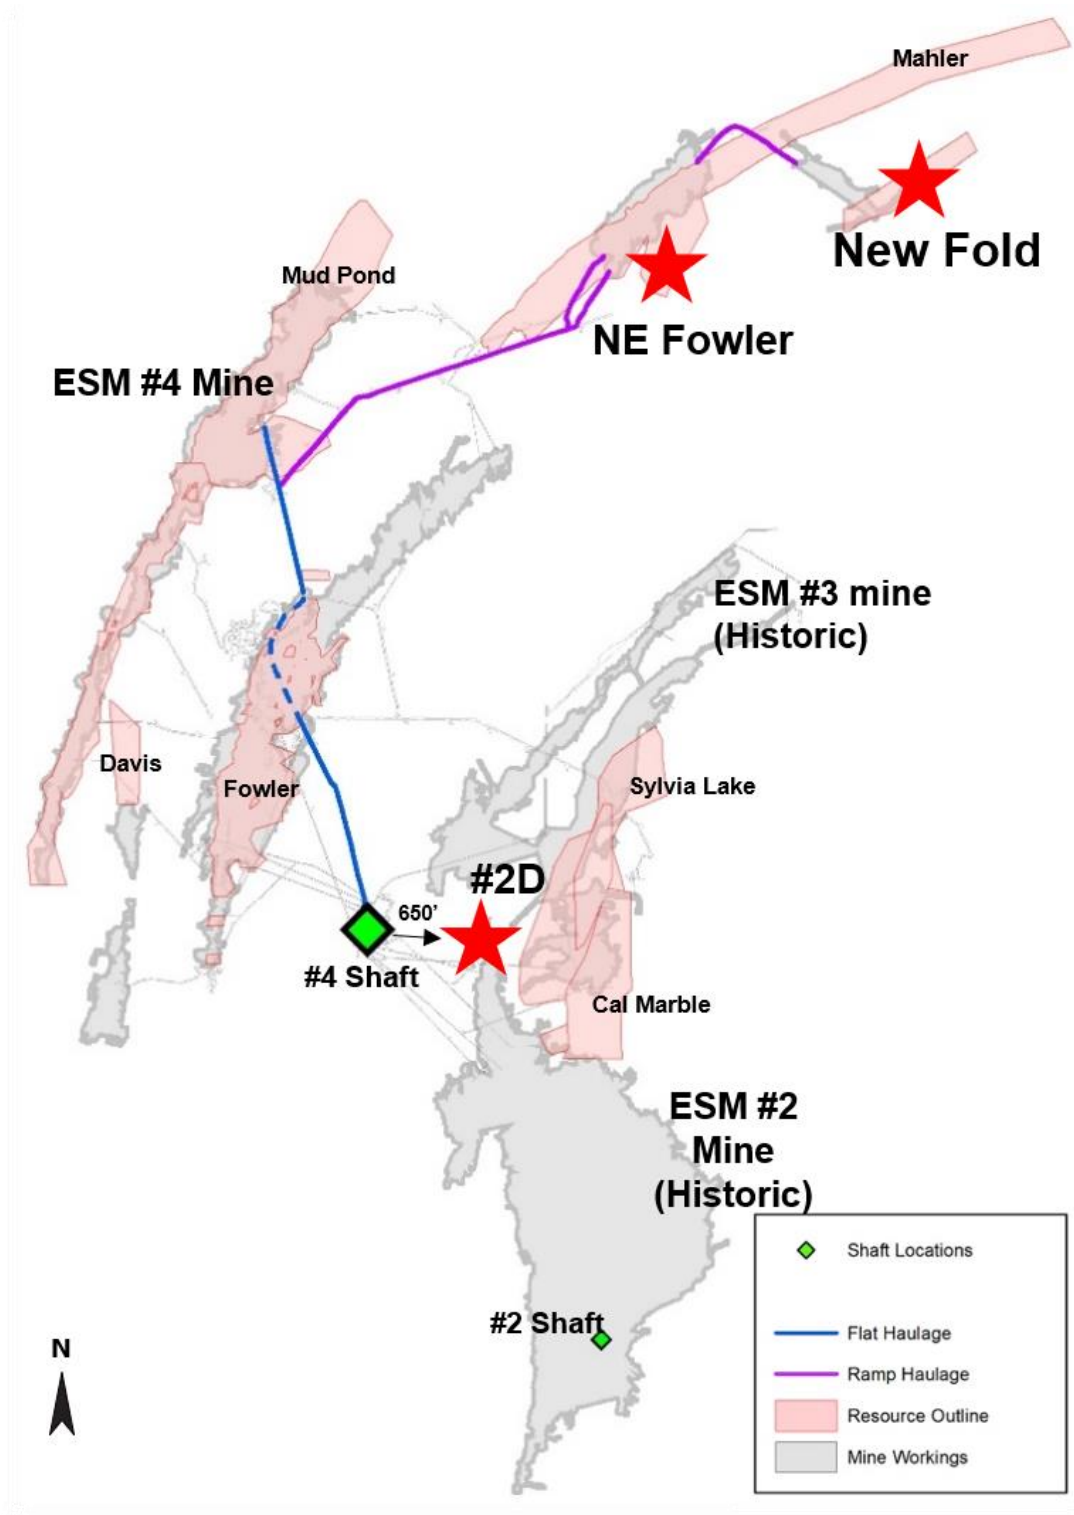 Mahler
New Fold
Mud Pond
NE Fowler
ESM #4 Mine
ESM #3 mine
(Historic)
Davis
Fowler
Sylvia Lake
#2D
650’
#4 Shaft
Cal Marble
ESM #2
Mine
(Historic)
#2 Shaft
N
Shaft Locations
Flat Haulage
Ramp Haulage
Resource Outline
Mine Workings